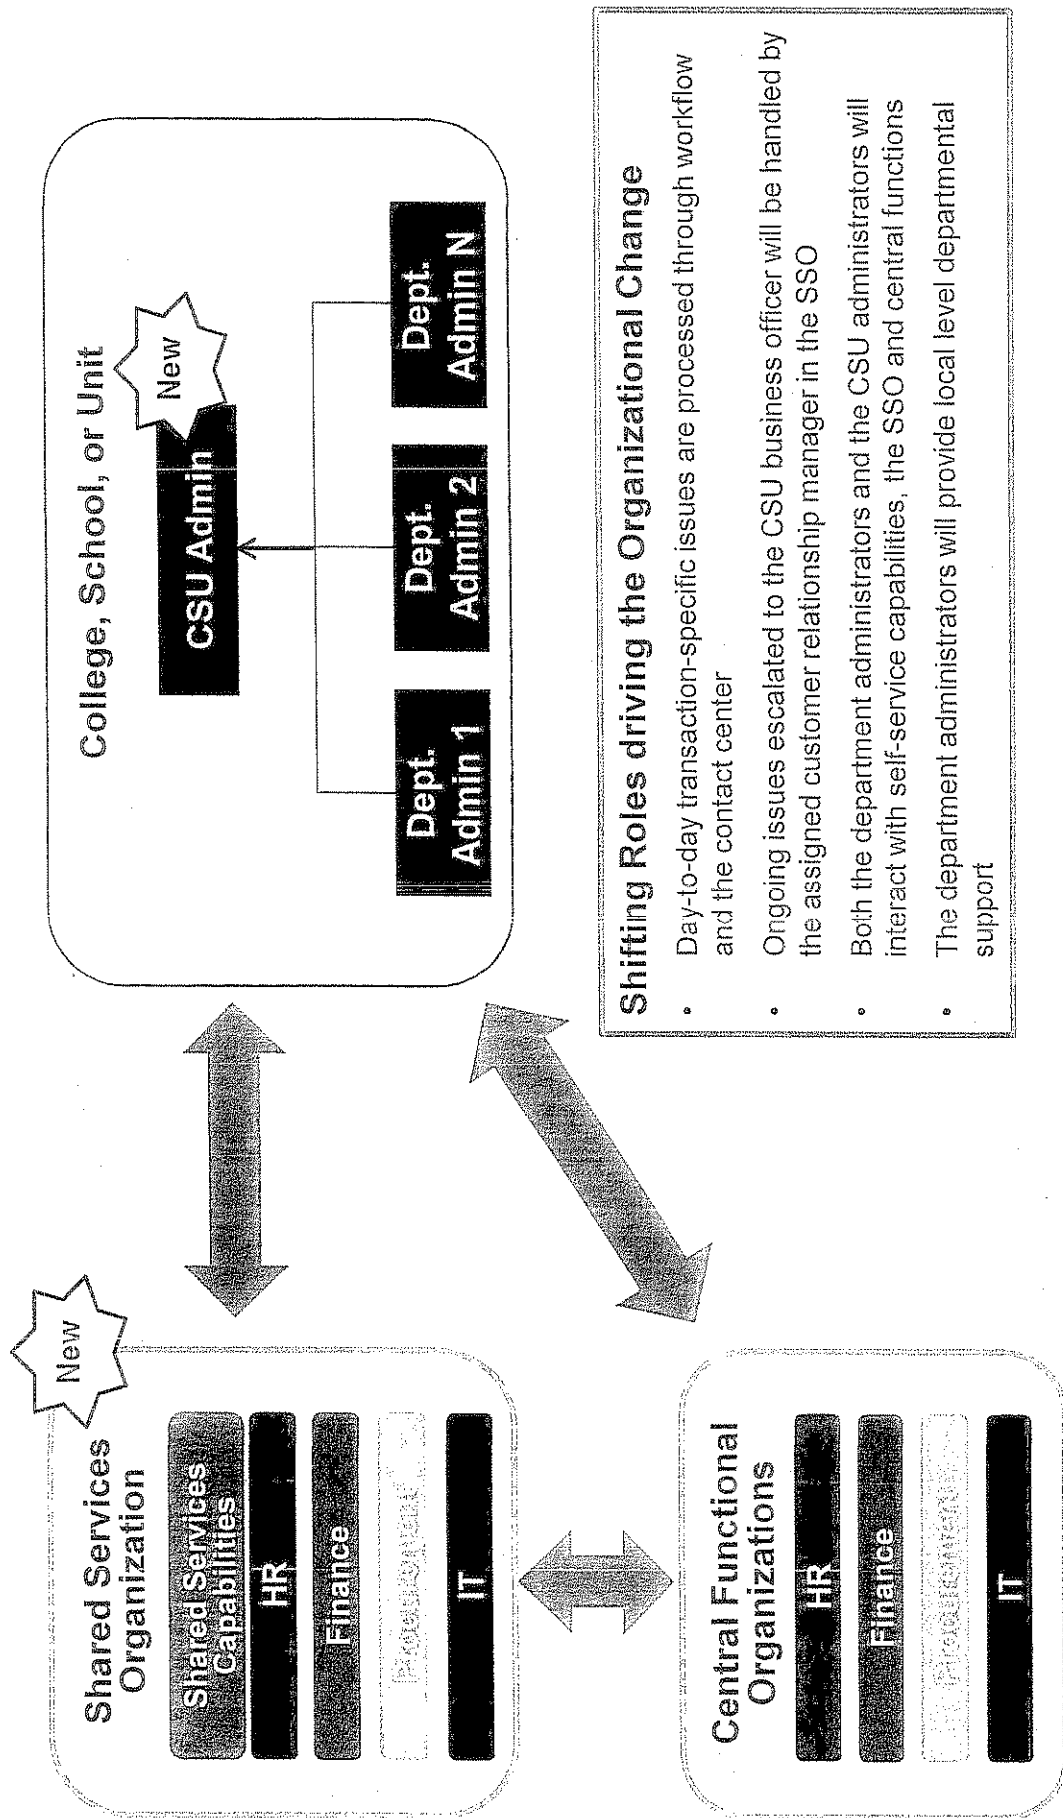 Shared Services
Organization
New
Shared Services
Capabilities
HR
Finance
Procurement
IT
Central Functional
Organizations
HR
Finance
Procurement
IT
College, School, or Unit
New
CSU Admin
Dept.
Admin 1
Dept.
Admin 2
Dept.
Admin N
Shifting Roles driving the Organizational Change
• Day-to-day transaction-specific issues are processed through workflow
and the contact center
• Ongoing issues escalated to the CSU business officer will be handled by
the assigned customer relationship manager in the SSO
• Both the department administrators and the CSU administrators will
interact with self-service capabilities, the SSO and central functions
• The department administrators will provide local level departmental
support